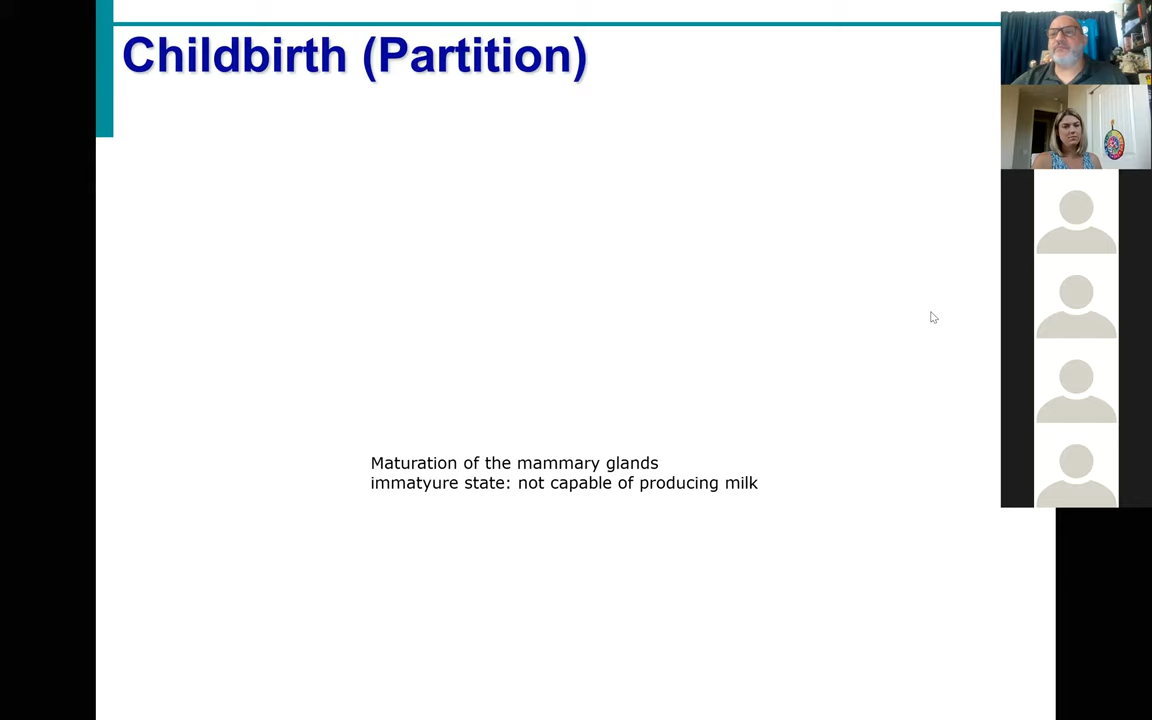 Childbirth (Partition)
Maturation of the mammary glands
immatyure state: not capable of producing milk